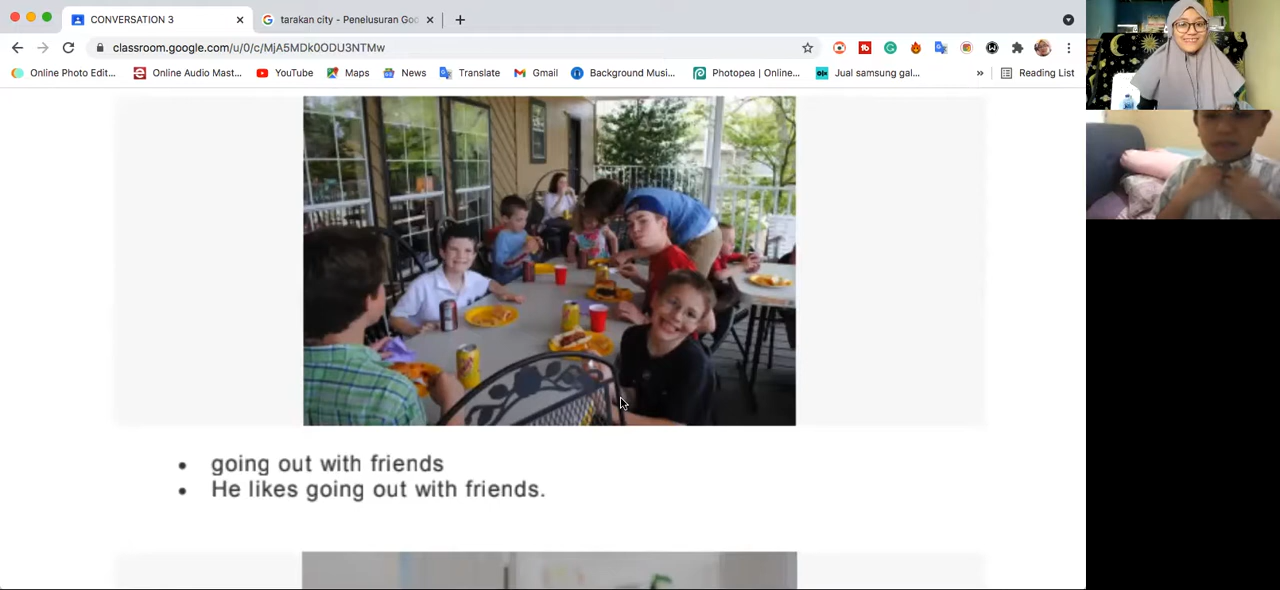 CONVERSATION 3
tarakan city - Penelusuran Goo
classroom.google.com/u/0/c/MjA5MDk0ODU3NTMw
Online Photo Edit... Online Audio Mast... YouTube Maps News Translate Gmail Background Musi... Photopea | Online... Jual samsung gal... » Reading List
• going out with friends
• He likes going out with friends.